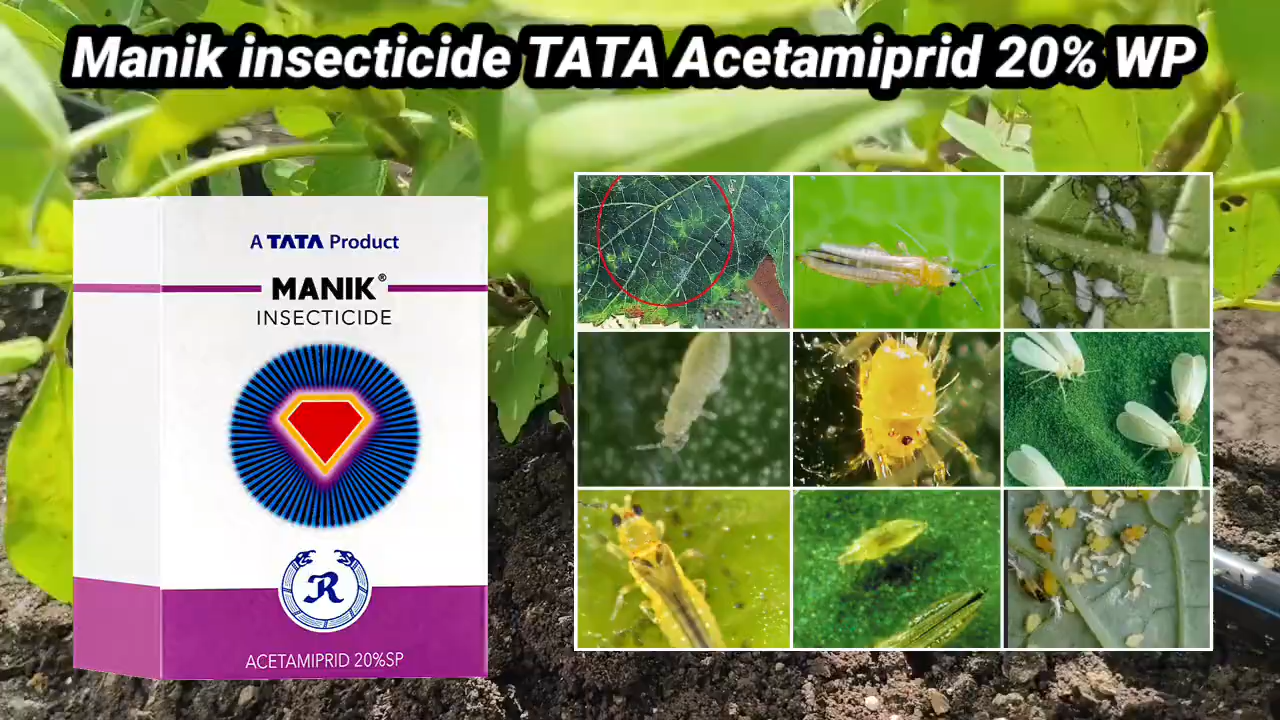 Manik insecticide TATA Acetamiprid 20% WP
A TATA Product
MANIK®
INSECTICIDE
R
ACETAMIPRID 20%SP